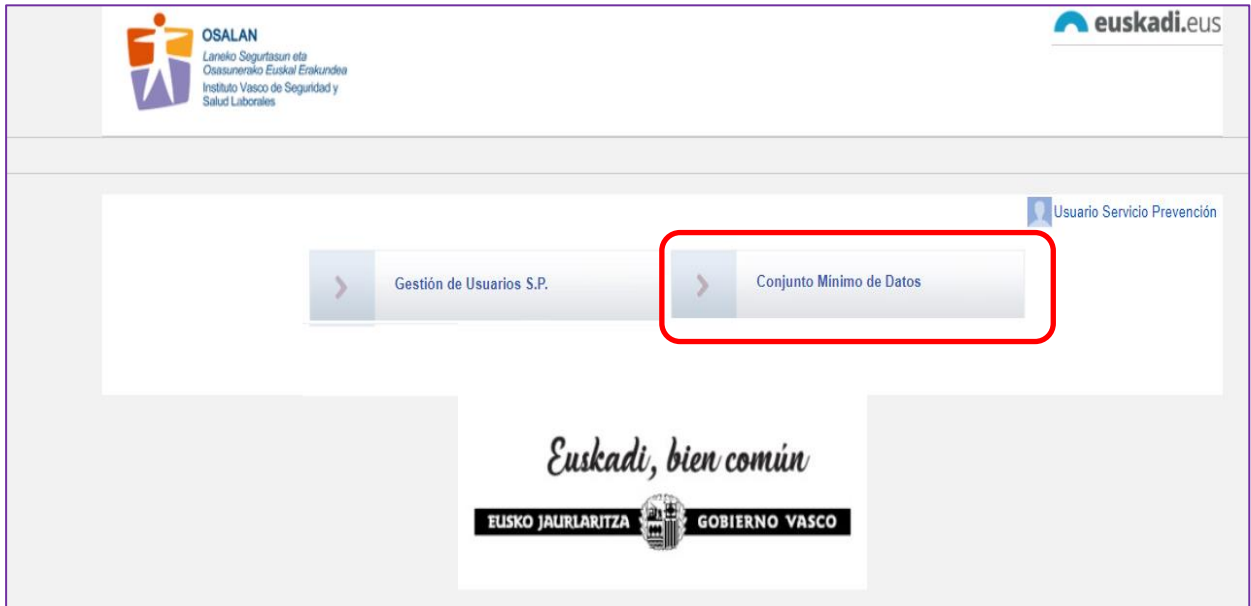 OSALAN
Laneko Segurtasun eta
Osasunerako Euskal Erakundea
Instituto Vasco de Seguridad y
Salud Laborales
euskadi.eus
Usuario Servicio Prevención
Gestión de Usuarios S.P.
Conjunto Mínimo de Datos
Euskadi, bien común
EUSKO JAURLARITZA GOBIERNO VASCO